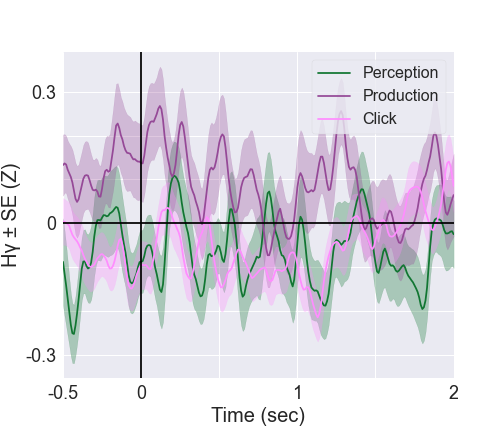 Perception
Production
Click
Hγ ± SE (Z)
0.3
0
-0.3
-0.5
0
1
2
Time (sec)